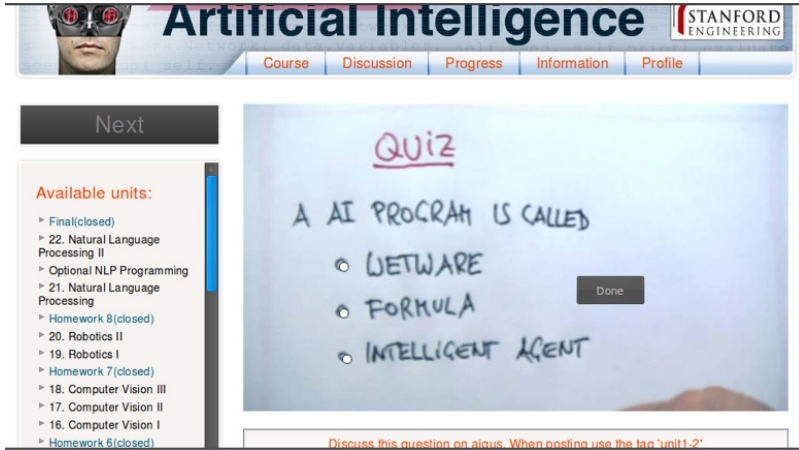 Artificial Intelligence
STANFORD
ENGINEERING
Course Discussion Progress Information Profile
Next
Available units:
Final(closed)
22. Natural Language
Processing II
Optional NLP Programming
21. Natural Language
Processing
Homework 8(closed)
20. Robotics II
19. Robotics I
Homework 7(closed)
18. Computer Vision III
17. Computer Vision II
16. Computer Vision I
Homework 6(closed)
QUiZ
A AI PROGRAM IS CALLED
WETWARE
FORMULA
INTELLIGENT AGENT
Done
Discuss this question on aiqus. When posting use the tag 'unit1-2'